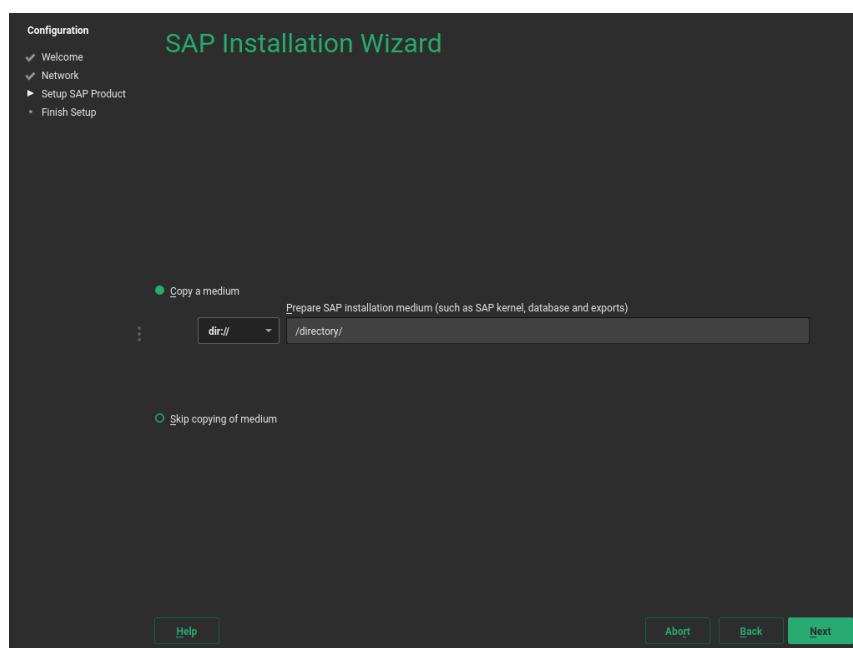 Configuration
Welcome
Network
Setup SAP Product
Finish Setup
SAP Installation Wizard
Copy a medium
Prepare SAP installation medium (such as SAP kernel, database and exports)
dir://
/directory/
Skip copying of medium
Help
Abort
Back
Next